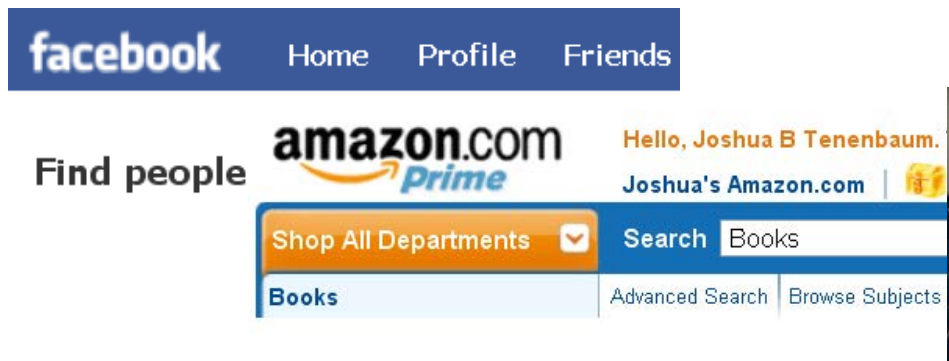 facebook Home Profile Friends
Find people
amazon.com
Prime
Hello, Joshua B Tenenbaum.
Joshua's Amazon.com |
Shop All Departments
Search Books
Books
Advanced Search | Browse Subjects